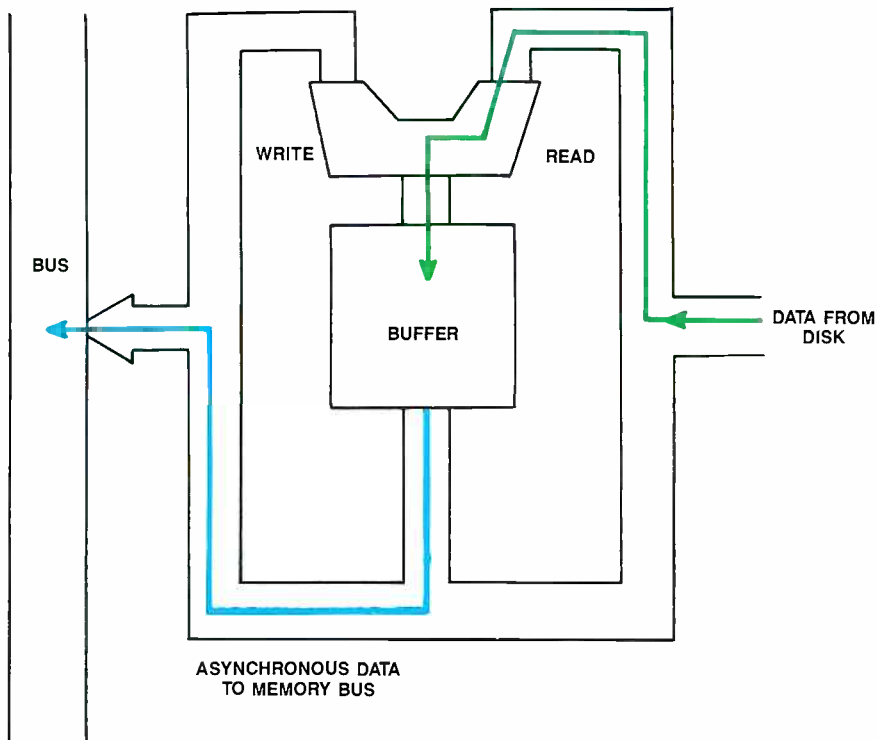 WRITE
READ
BUS
BUFFER
DATA FROM
DISK
ASYNCHRONOUS DATA
TO MEMORY BUS